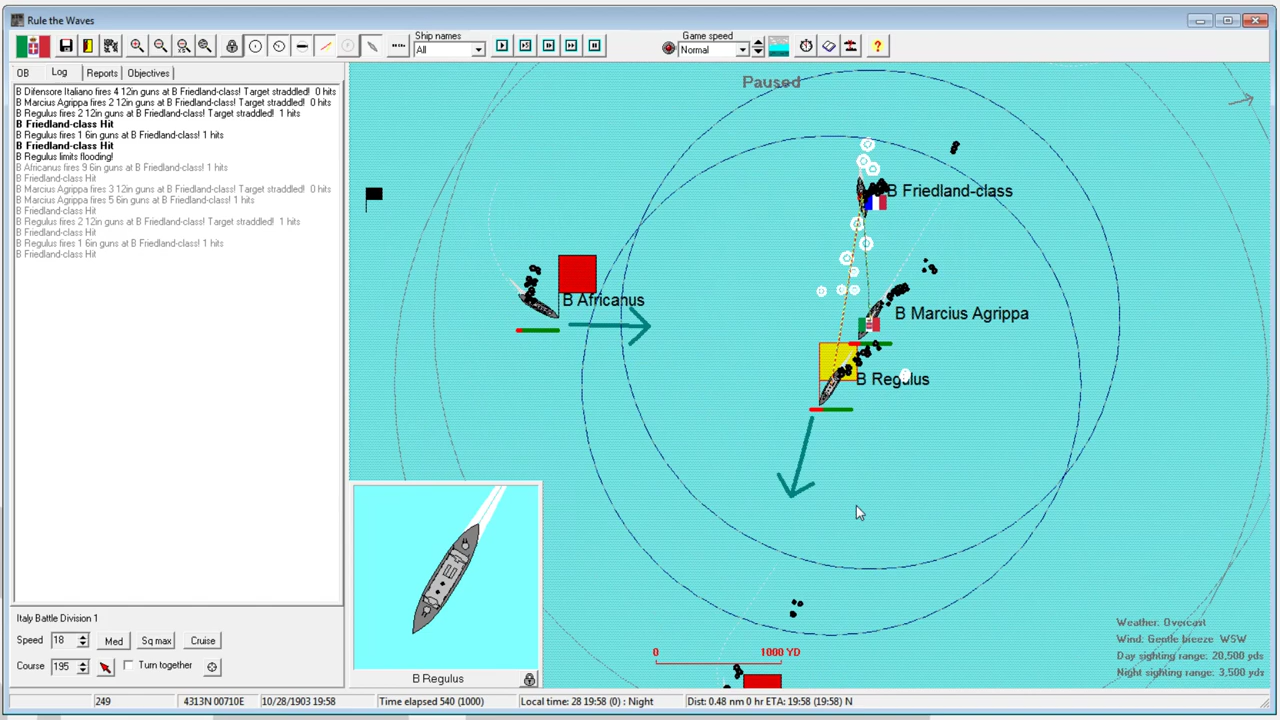 Rule the Waves
Ship names
All
Game speed
Normal
OB Log Reports Objectives
B Difensore Italiano fires 4 12in guns at B Friedland-class! Target straddled! 0 hits
B Marcius Agrippa fires 2 12in guns at B Friedland-class! Target straddled! 0 hits
B Regulus fires 2 12in guns at B Friedland-class! Target straddled! 1 hits
B Friedland-class Hit
B Regulus fires 1 6in guns at B Friedland-class! 1 hits
B Friedland-class Hit
B Regulus limits flooding!
B Africanus fires 9 6in guns at B Friedland-class! 1 hits
B Friedland-class Hit
B Marcius Agrippa fires 3 12in guns at B Friedland-class! Target straddled! 0 hits
B Marcius Agrippa fires 5 6in guns at B Friedland-class! 1 hits
B Friedland-class Hit
B Regulus fires 2 12in guns at B Friedland-class! Target straddled! 1 hits
B Friedland-class Hit
B Regulus fires 1 6in guns at B Friedland-class! 1 hits
B Friedland-class Hit
Paused
B Friedland-class
B Africanus
B Marcius Agrippa
B Regulus
B Regulus
0 1000 YD
Weather: Overcast
Wind: Gentle breeze WSW
Day sighting range: 20,500 yds
Night sighting range: 3,500 yds
Italy Battle Division 1
Speed 18 Med Sq max Cruise
Course 195 Turn together
249 4313N 00710E 10/28/1903 19:58 Time elapsed 540 (1000) Local time: 28 19:58 (0) : Night Dist: 0.48 nm 0 hr ETA: 19:58 (19:58) N